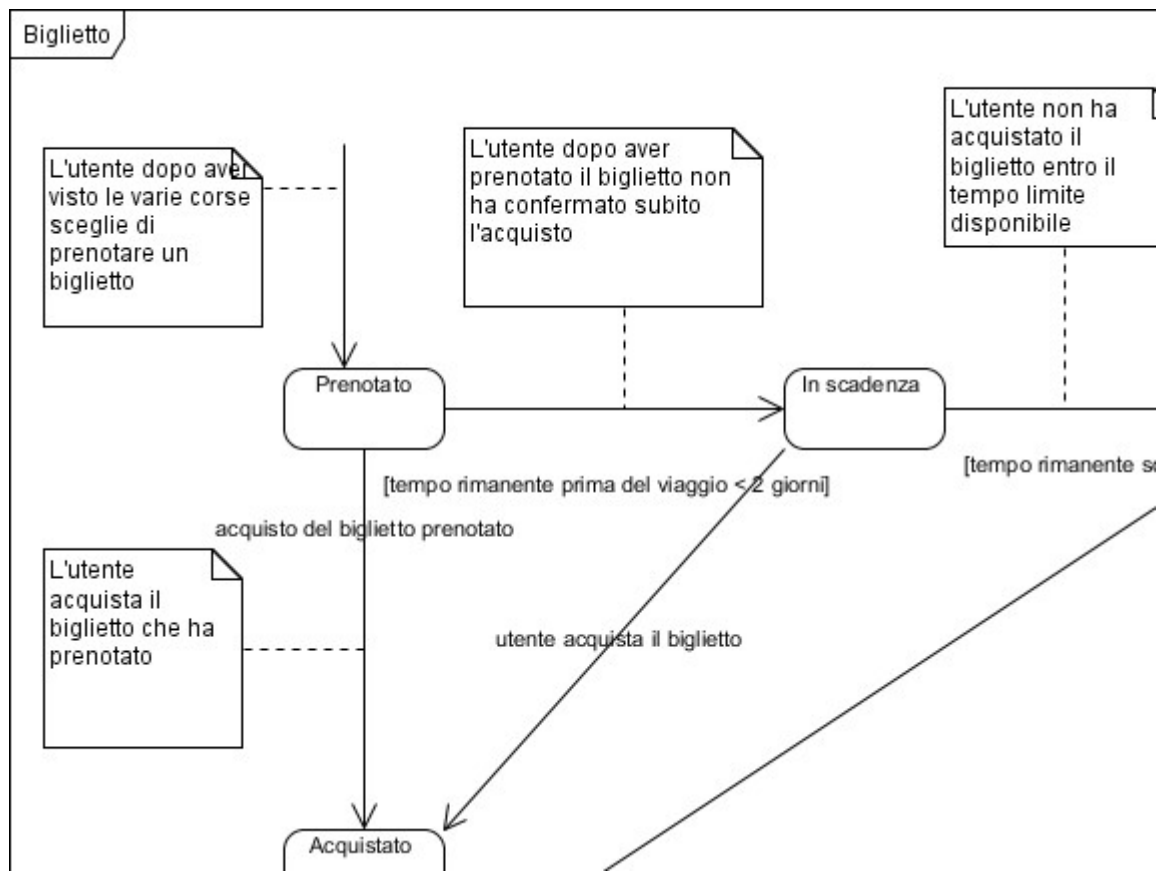 Biglietto
L'utente dopo aver
visto le varie corse
sceglie di
prenotare un
biglietto
L'utente dopo aver
prenotato il biglietto non
ha confermato subito
l'acquisto
L'utente non ha
acquistato il
biglietto entro il
tempo limite
disponibile
Prenotato
In scadenza
[tempo rimanente prima del viaggio < 2 giorni]
[tempo rimanente
acquisto del biglietto prenotato
L'utente
acquista il
biglietto che ha
prenotato
utente acquista il biglietto
Acquistato